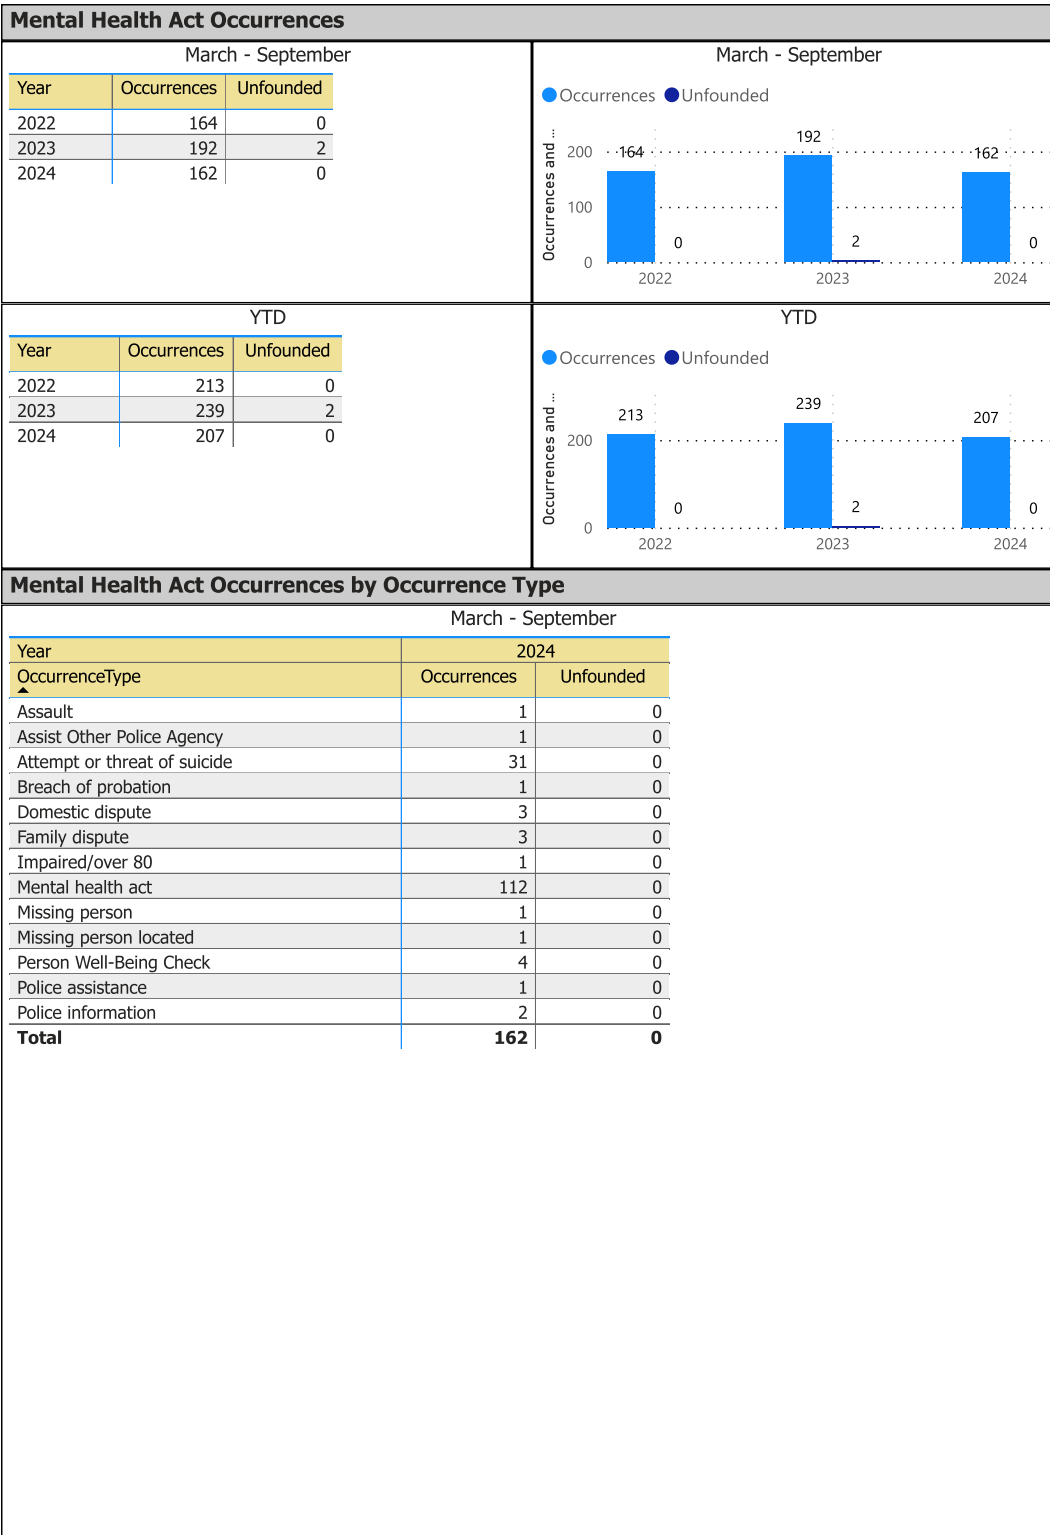 Mental Health Act Occurrences
March - September
Year Occurrences Unfounded
2022 164 0
2023 192 2
2024 162 0
March - September
Occurrences Unfounded
Occurrences and ...
200
100
0
164
0
192
2
162
0
2022 2023 2024
YTD
Year Occurrences Unfounded
2022 213 0
2023 239 2
2024 207 0
YTD
Occurrences Unfounded
Occurrences and ...
200
0
213
0
239
2
207
0
2022 2023 2024
Mental Health Act Occurrences by Occurrence Type
March - September
Year 2024
OccurrenceType Occurrences Unfounded
Assault 1 0
Assist Other Police Agency 1 0
Attempt or threat of suicide 31 0
Breach of probation 1 0
Domestic dispute 3 0
Family dispute 3 0
Impaired/over 80 1 0
Mental health act 112 0
Missing person 1 0
Missing person located 1 0
Person Well-Being Check 4 0
Police assistance 1 0
Police information 2 0
Total 162 0